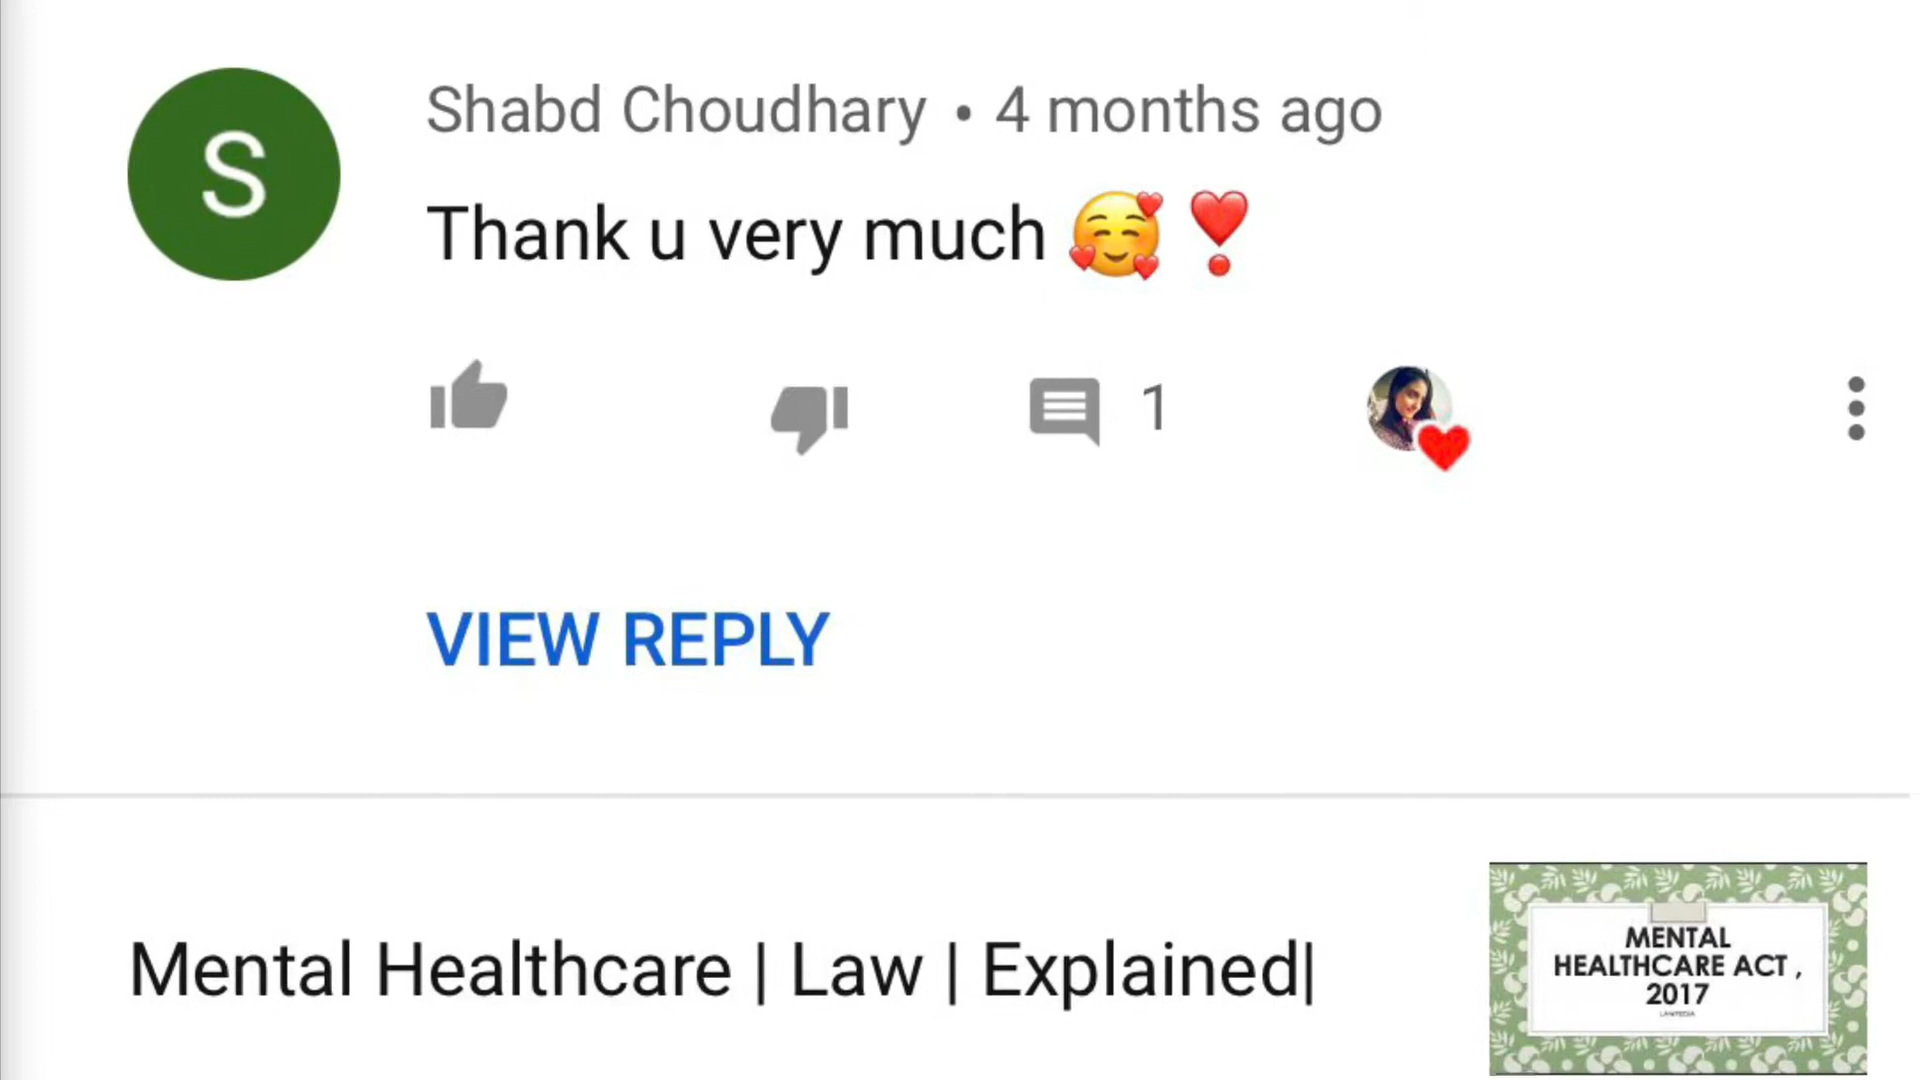 S
Shabd Choudhary • 4 months ago
Thank u very much 🥰 ❣️
1
VIEW REPLY
Mental Healthcare | Law | Explained|
MENTAL
HEALTHCARE ACT ,
2017
LAWPEDIA